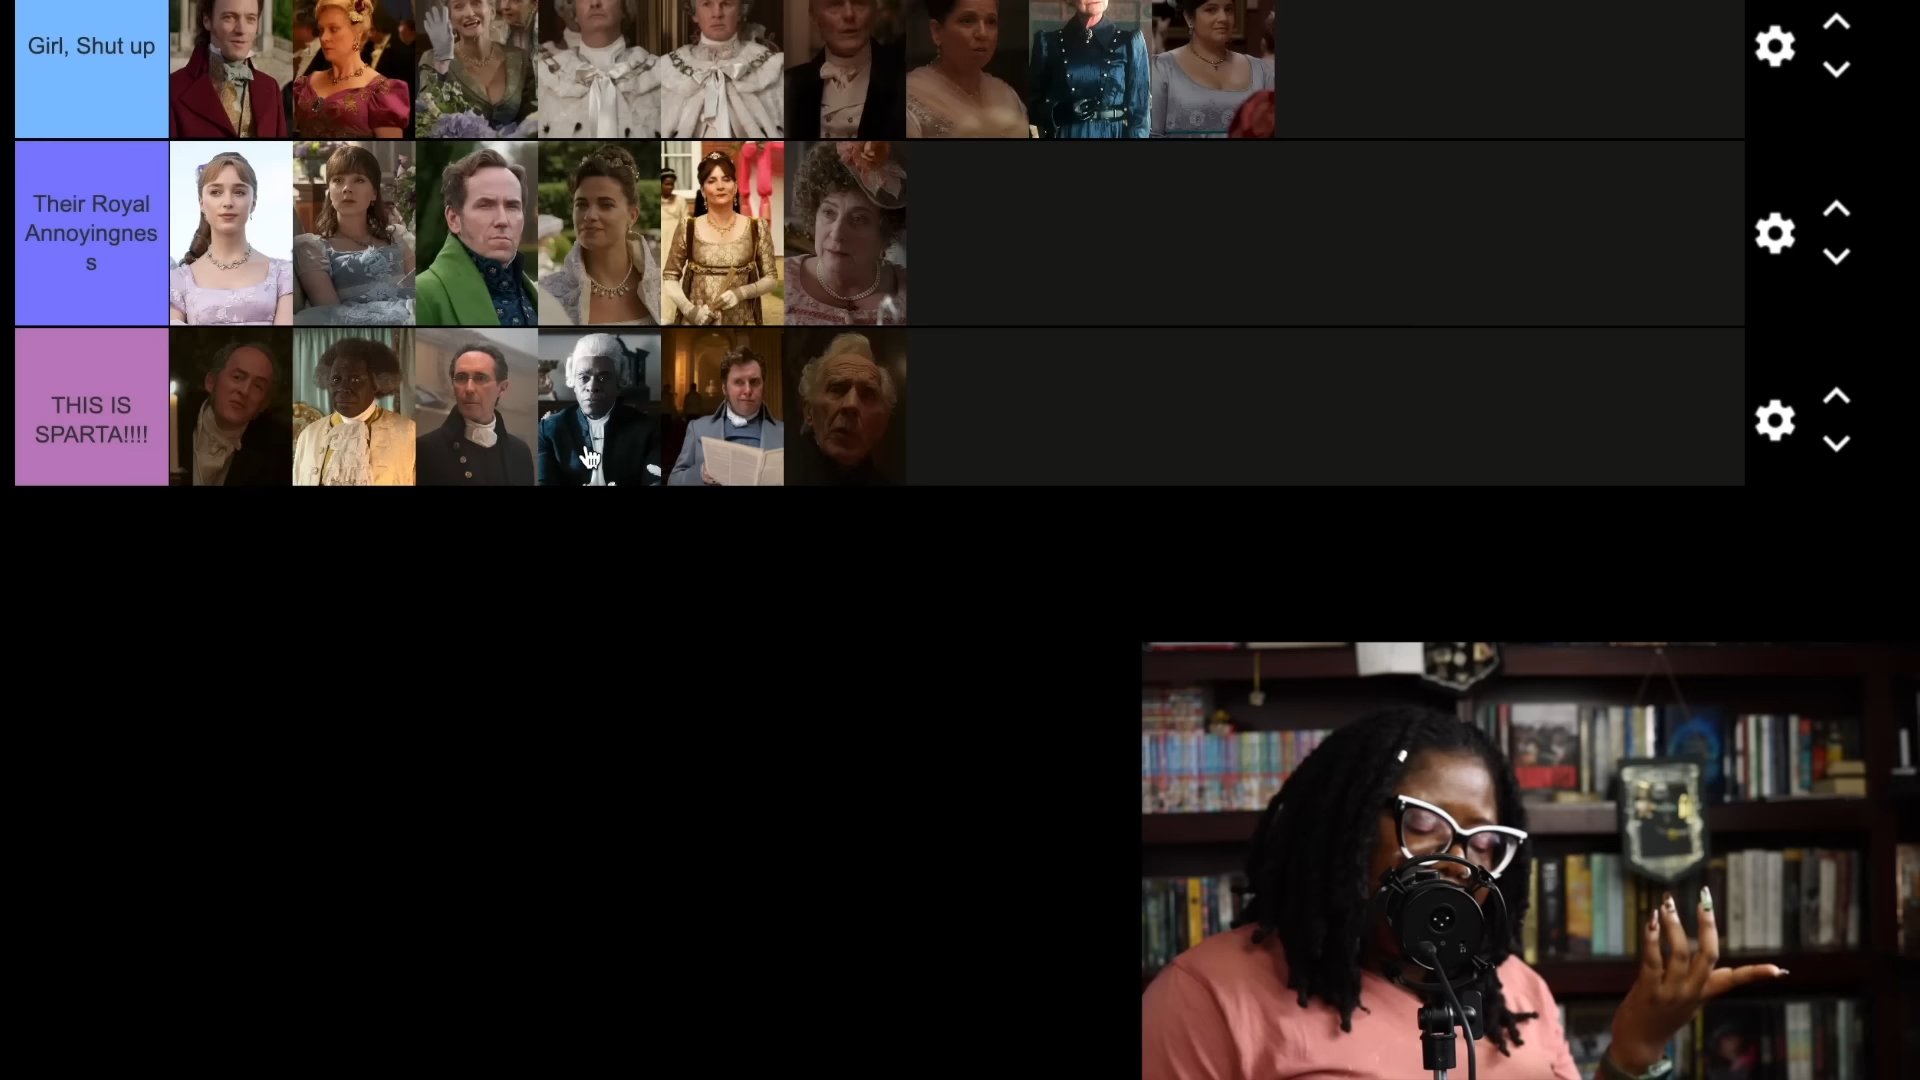 Girl, Shut up
Their Royal
Annoyingnes
s
THIS IS
SPARTA!!!!